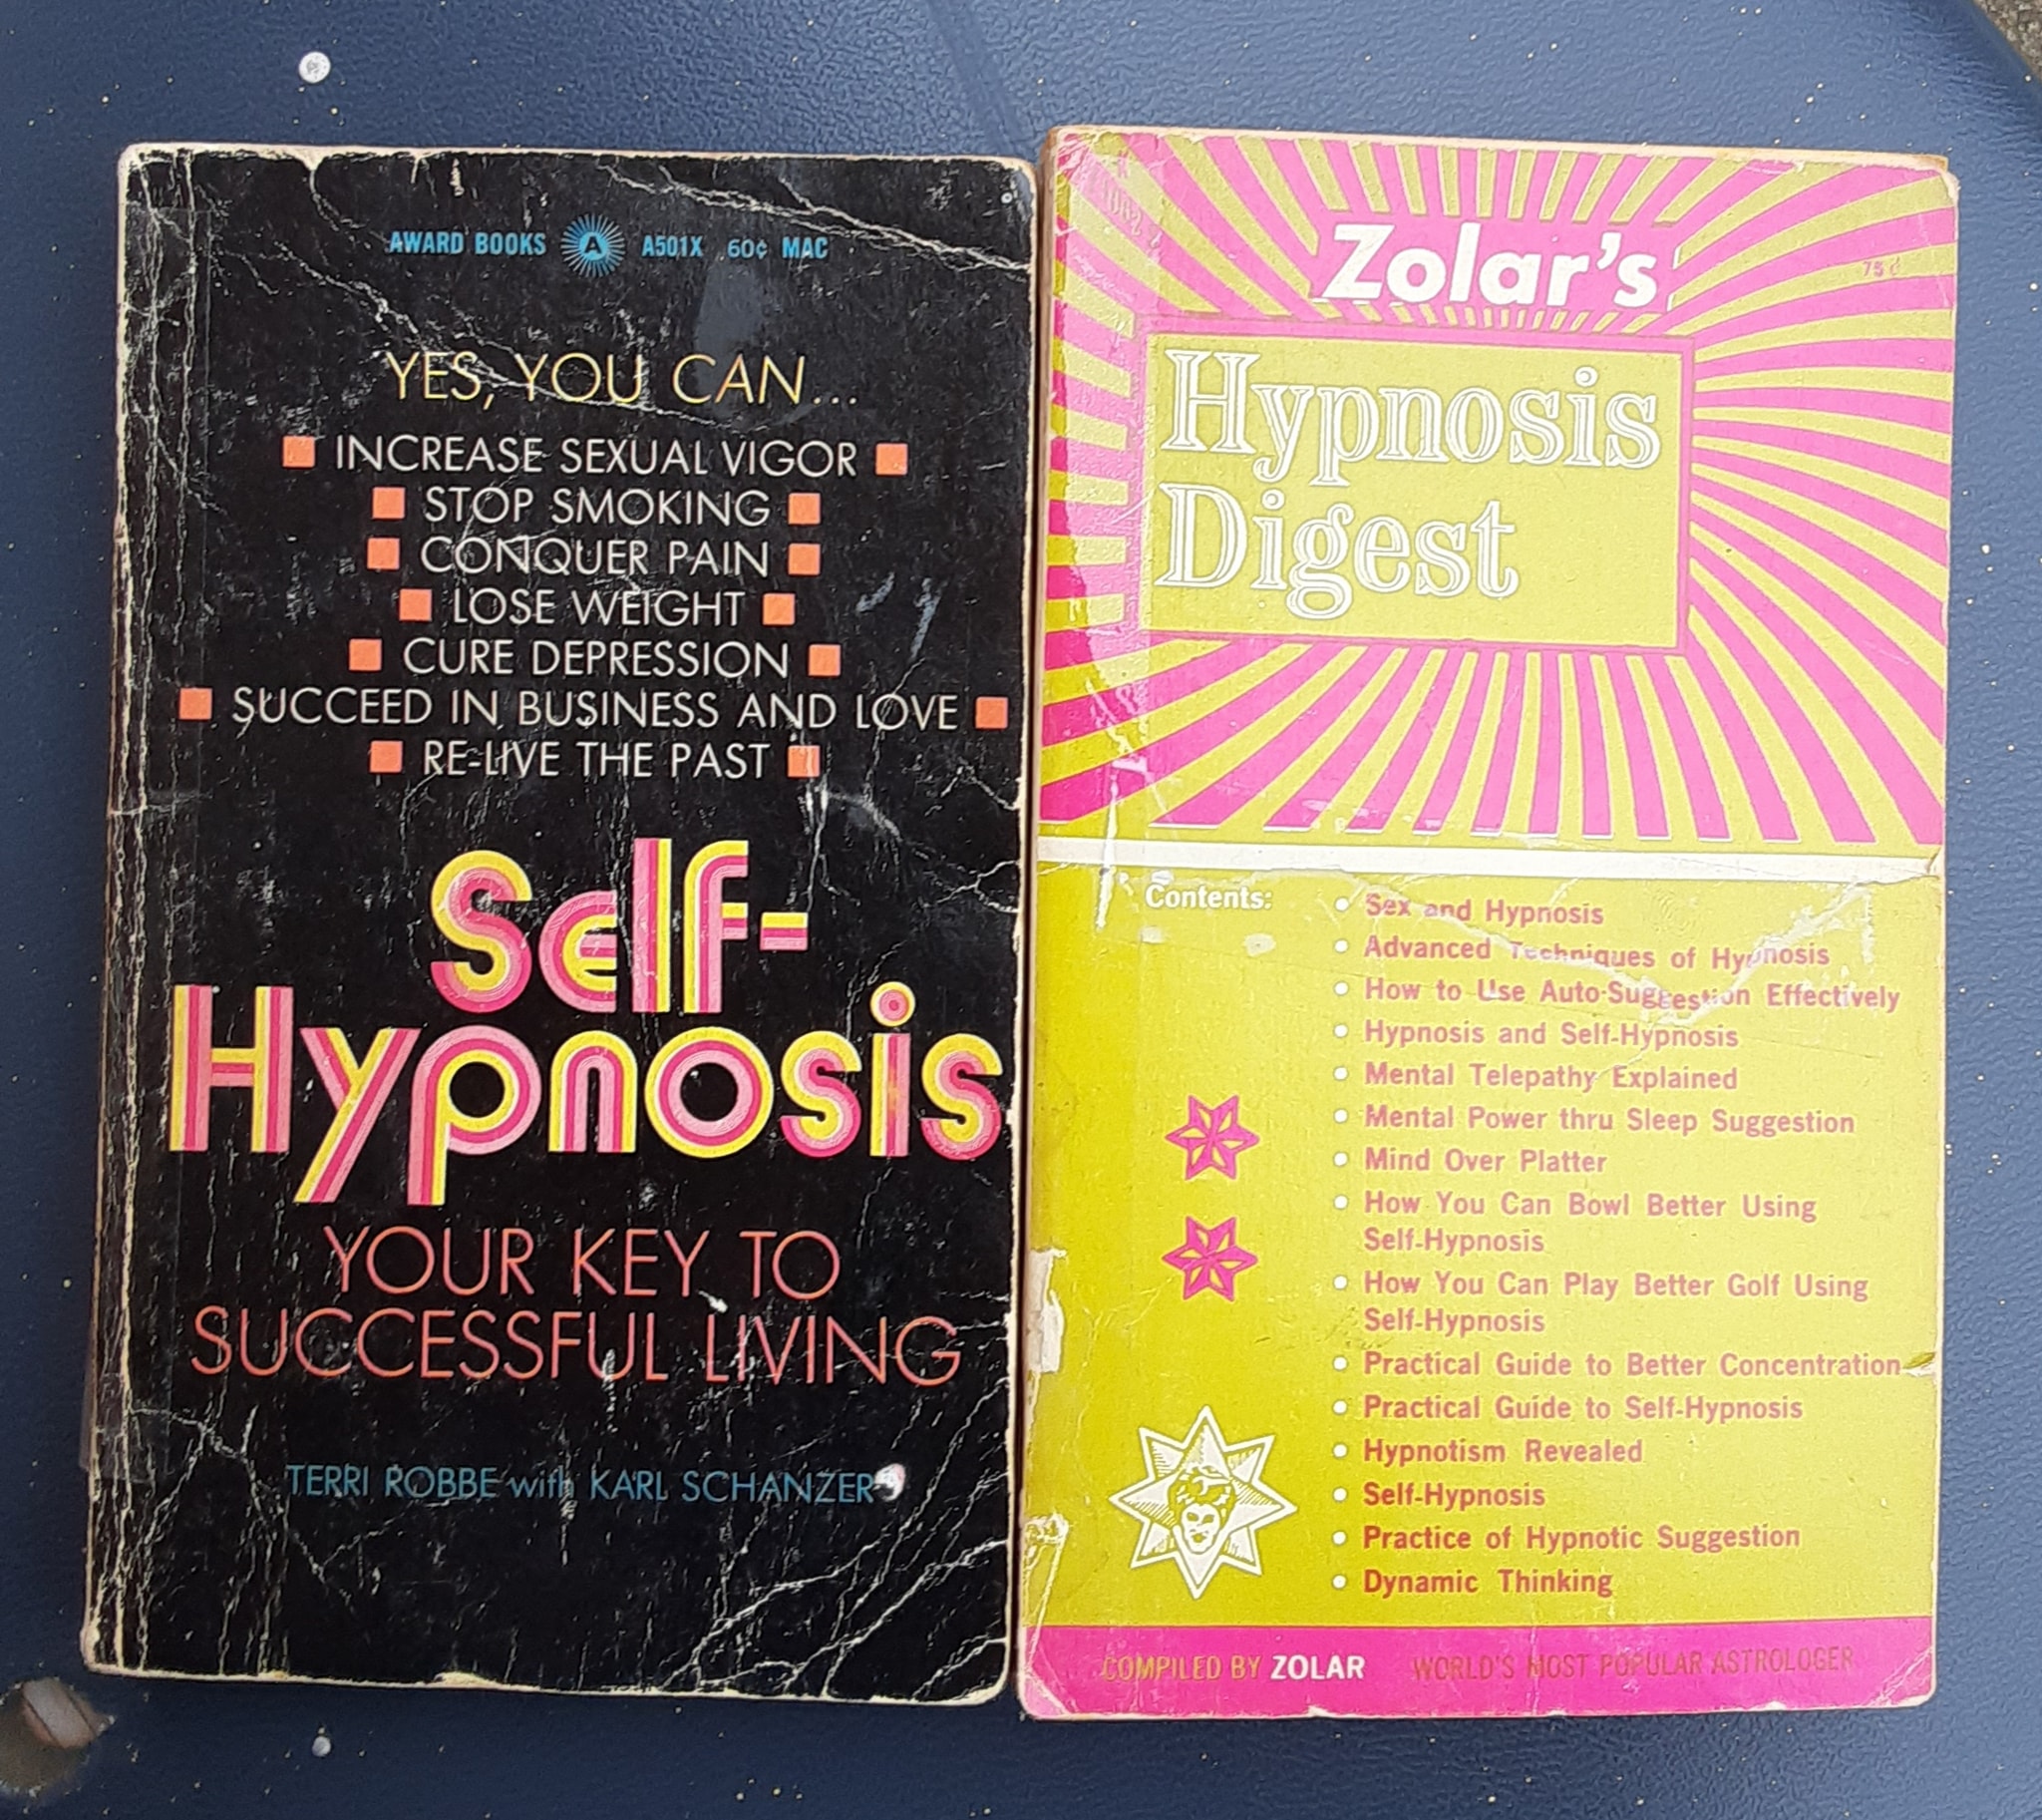 AWARD BOOKS A A501X 60¢ MAC
YES, YOU CAN...
INCREASE SEXUAL VIGOR
STOP SMOKING
CONQUER PAIN
LOSE WEIGHT
CURE DEPRESSION
SUCCEED IN BUSINESS AND LOVE
RE-LIVE THE PAST
Self-
Hypnosis
YOUR KEY TO
SUCCESSFUL LIVING
TERRI ROBBE with KARL SCHANZER
Zolar's
75¢
Hypnosis
Digest
Contents:
• Sex and Hypnosis
• Advanced Techniques of Hypnosis
• How to Use Auto-Suggestion Effectively
• Hypnosis and Self-Hypnosis
• Mental Telepathy Explained
• Mental Power thru Sleep Suggestion
• Mind Over Platter
• How You Can Bowl Better Using
Self-Hypnosis
• How You Can Play Better Golf Using
Self-Hypnosis
• Practical Guide to Better Concentration
• Practical Guide to Self-Hypnosis
• Hypnotism Revealed
• Self-Hypnosis
• Practice of Hypnotic Suggestion
• Dynamic Thinking
COMPILED BY ZOLAR WORLD'S MOST POPULAR ASTROLOGER